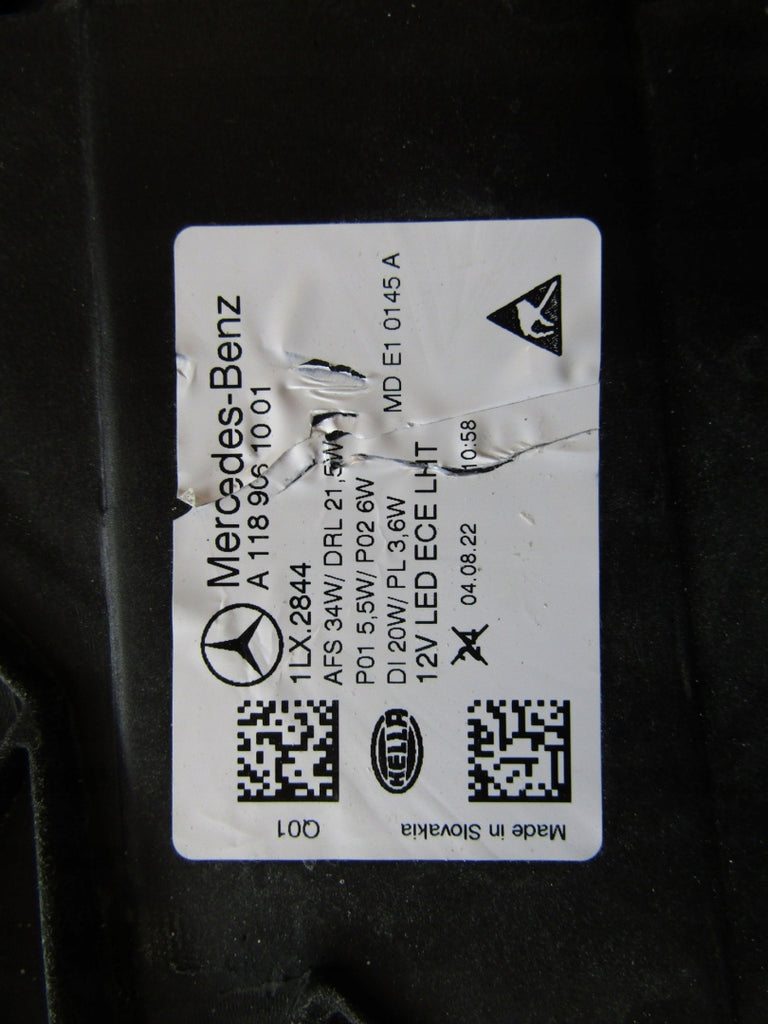 Mercedes-Benz
A 118 906 10 01
1LX.2844
AFS 34W/ DRL 21,5W
P01 5,5W/ P02 6W
DI 20W/ PL 3,6W MD E1 0145 A
12V LED ECE LHT
24 04.08.22 10:58
HELLA
Q01
Made in Slovakia